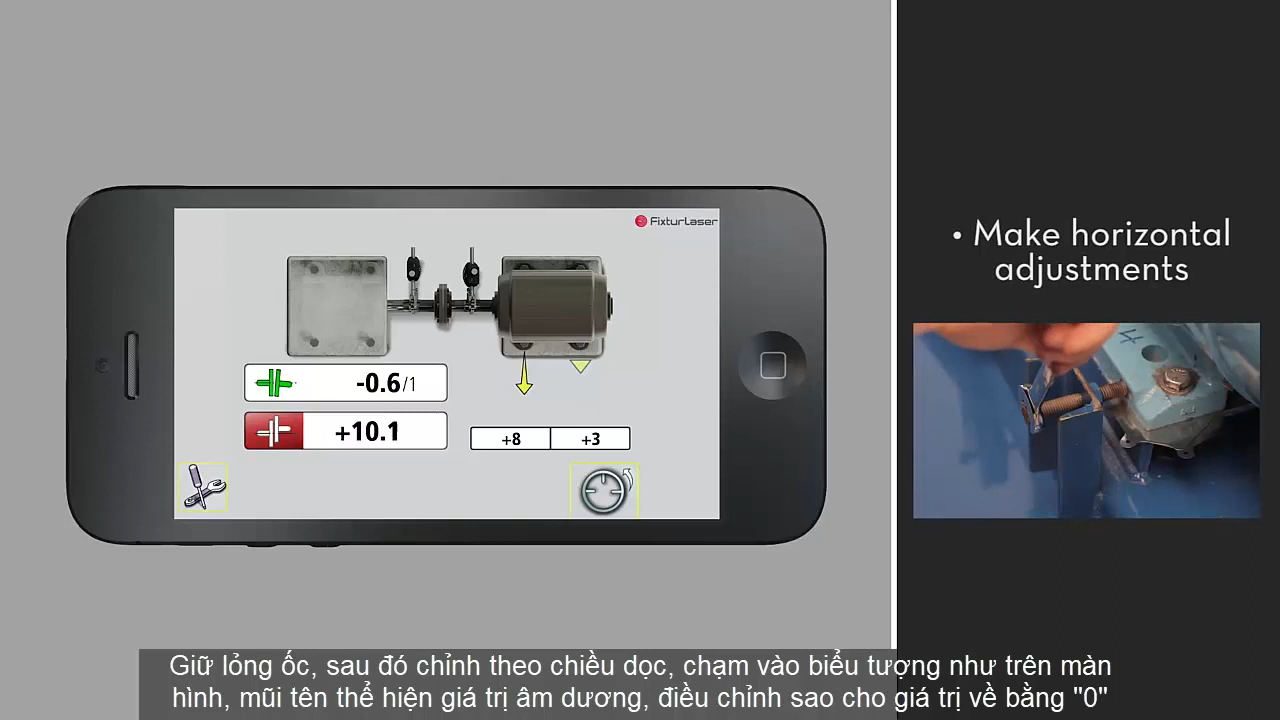 FixturLaser
-0.6/1
+10.1
+8
+3
• Make horizontal
adjustments
Giữ lỏng ốc, sau đó chỉnh theo chiều dọc, chạm vào biểu tượng như trên màn
hình, mũi tên thể hiện giá trị âm dương, điều chỉnh sao cho giá trị về bằng "0"